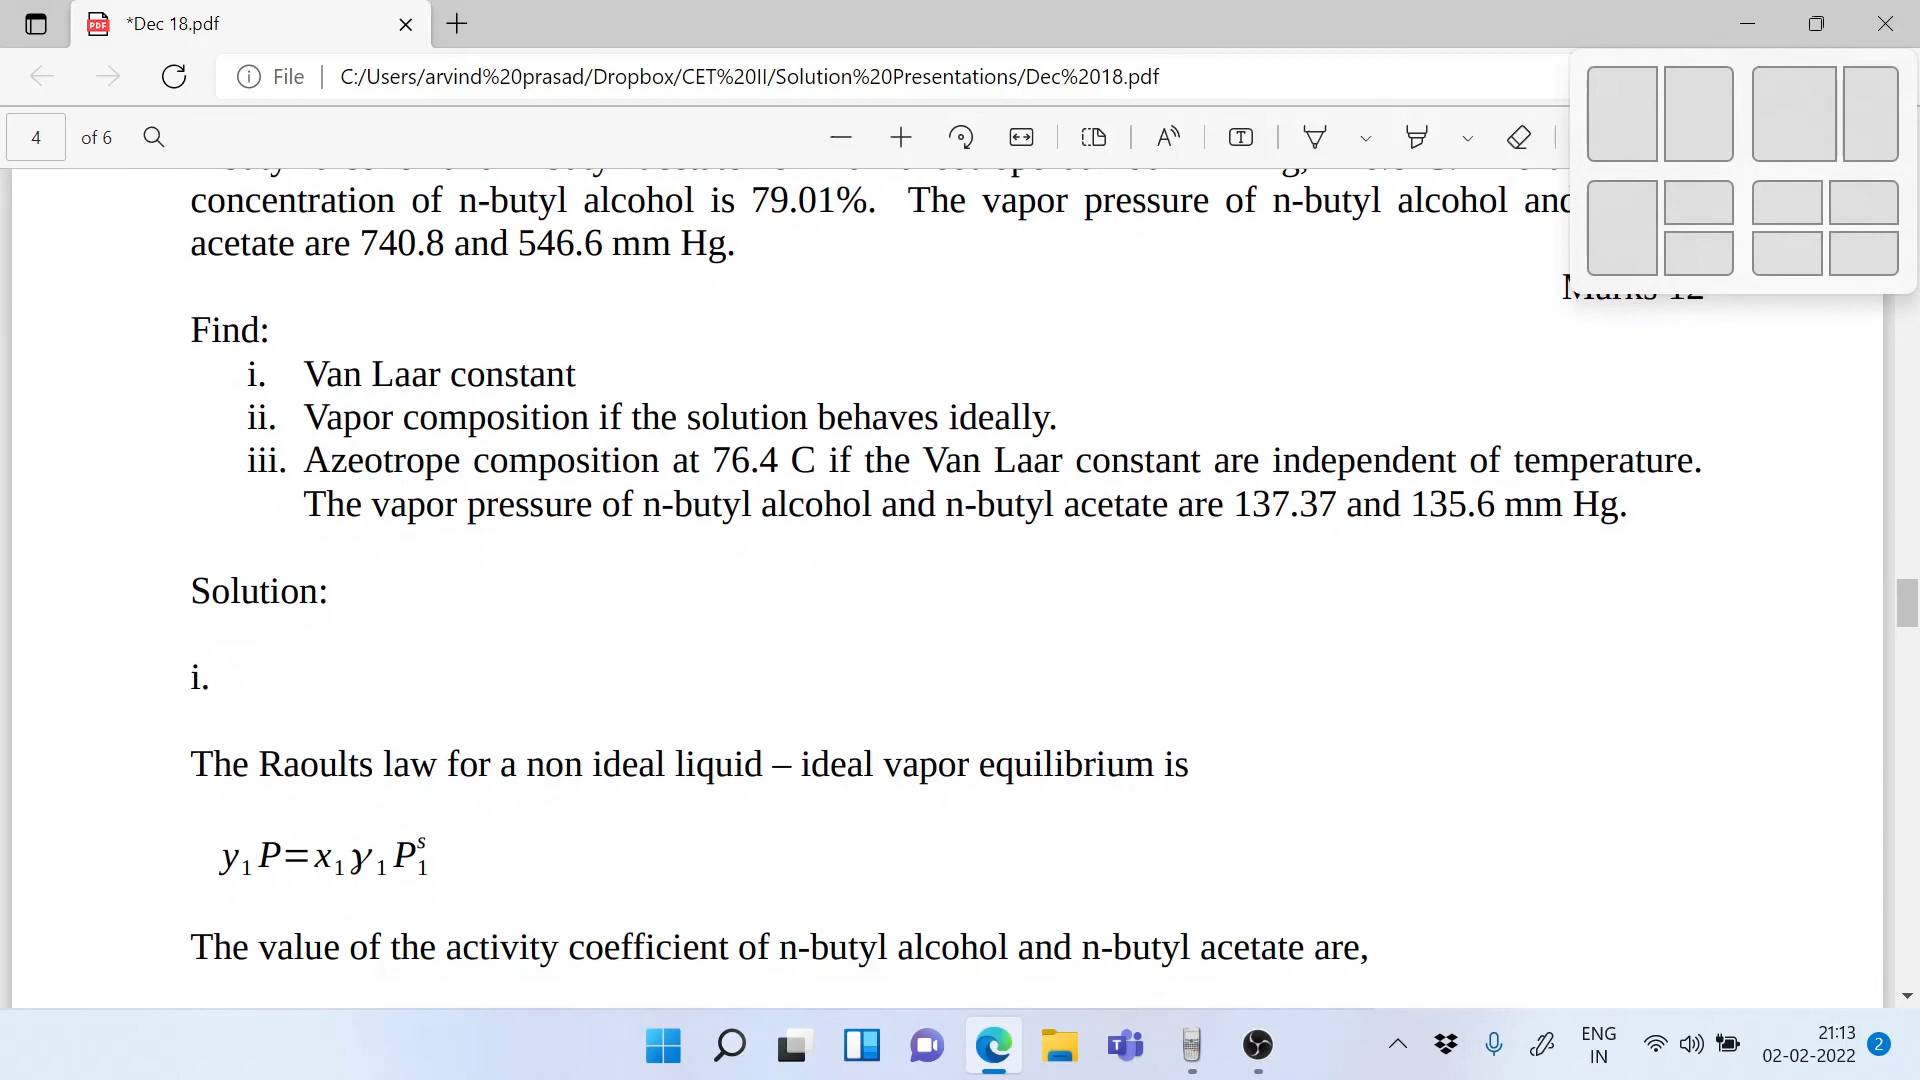 *Dec 18.pdf
File
C:/Users/arvind%20prasad/Dropbox/CET%20II/Solution%20Presentations/Dec%2018.pdf
4 of 6
concentration of n-butyl alcohol is 79.01%. The vapor pressure of n-butyl alcohol and
acetate are 740.8 and 546.6 mm Hg.
Find:
i. Van Laar constant
ii. Vapor composition if the solution behaves ideally.
iii. Azeotrope composition at 76.4 C if the Van Laar constant are independent of temperature.
The vapor pressure of n-butyl alcohol and n-butyl acetate are 137.37 and 135.6 mm Hg.
Solution:
i.
The Raoults law for a non ideal liquid – ideal vapor equilibrium is
y₁ P=x₁ γ₁ P₁ˢ
The value of the activity coefficient of n-butyl alcohol and n-butyl acetate are,
ENG
IN
21:13
02-02-2022
2